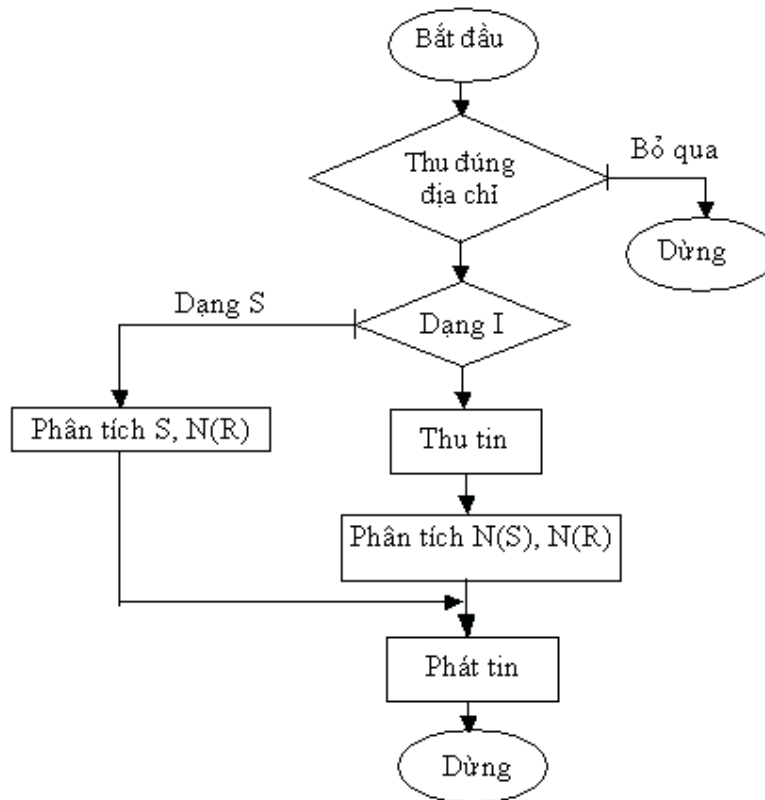 Bắt đầu
Thu đúng
địa chỉ
Bỏ qua
Dừng
Dạng S
Dạng I
Phân tích S, N(R)
Thu tin
Phân tích N(S), N(R)
Phát tin
Dừng